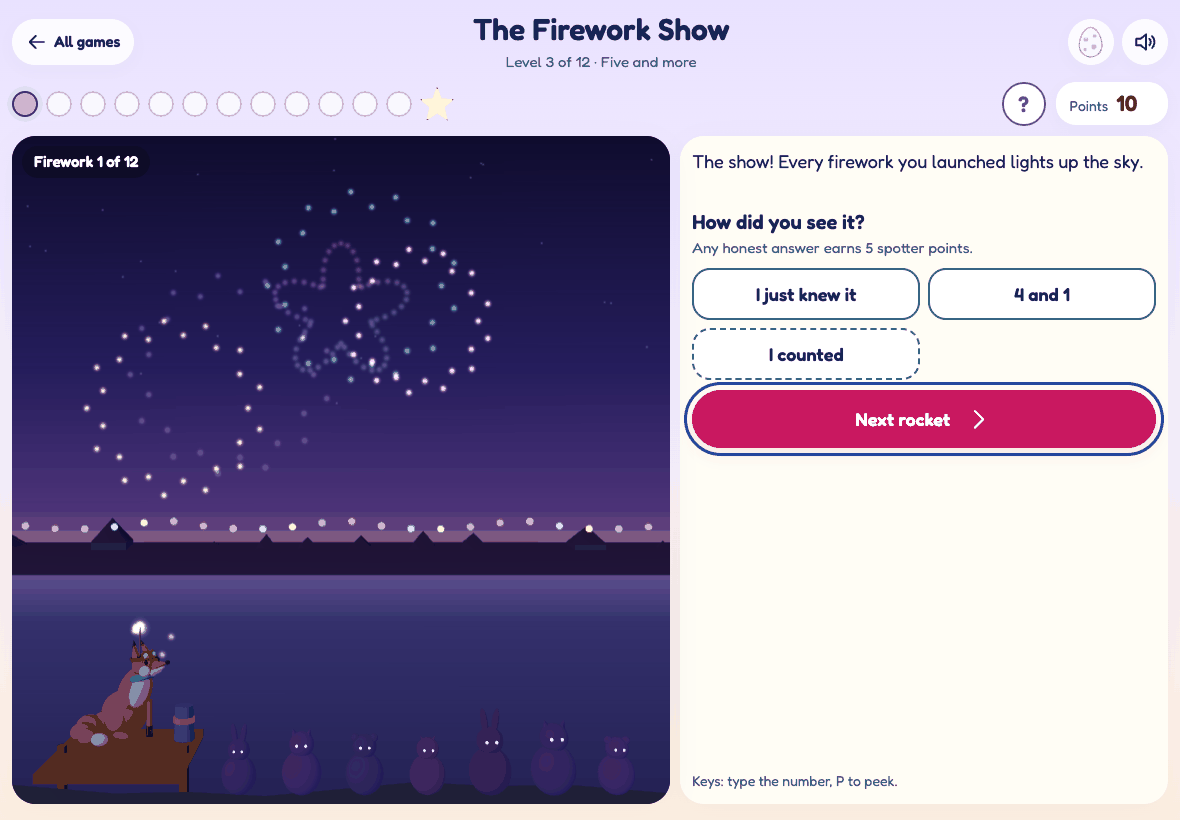 All games
The Firework Show
Level 3 of 12 · Five and more
?
Points 10
Firework 1 of 12
The show! Every firework you launched lights up the sky.
How did you see it?
Any honest answer earns 5 spotter points.
I just knew it
4 and 1
I counted
Next rocket
Keys: type the number, P to peek.